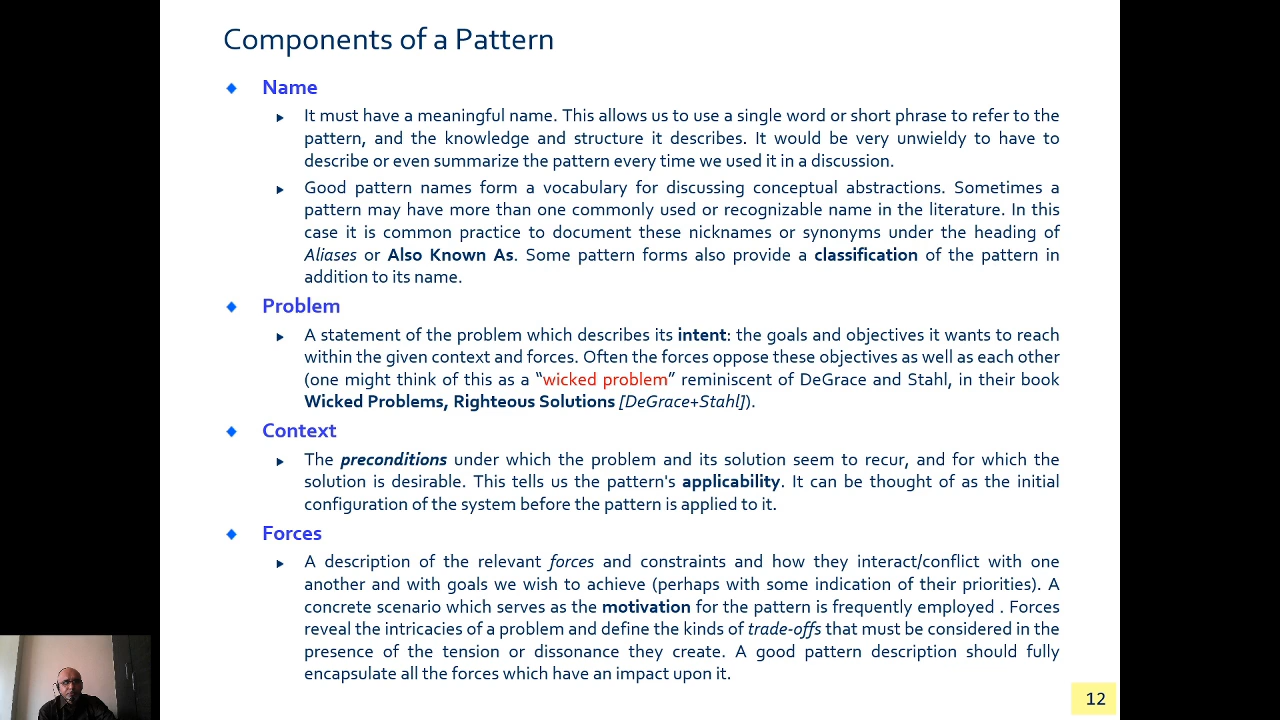 Components of a Pattern
Name
It must have a meaningful name. This allows us to use a single word or short phrase to refer to the
pattern, and the knowledge and structure it describes. It would be very unwieldy to have to
describe or even summarize the pattern every time we used it in a discussion.
Good pattern names form a vocabulary for discussing conceptual abstractions. Sometimes a
pattern may have more than one commonly used or recognizable name in the literature. In this
case it is common practice to document these nicknames or synonyms under the heading of
Aliases or Also Known As. Some pattern forms also provide a classification of the pattern in
addition to its name.
Problem
A statement of the problem which describes its intent: the goals and objectives it wants to reach
within the given context and forces. Often the forces oppose these objectives as well as each other
(one might think of this as a “wicked problem” reminiscent of DeGrace and Stahl, in their book
Wicked Problems, Righteous Solutions [DeGrace+Stahl]).
Context
The preconditions under which the problem and its solution seem to recur, and for which the
solution is desirable. This tells us the pattern's applicability. It can be thought of as the initial
configuration of the system before the pattern is applied to it.
Forces
A description of the relevant forces and constraints and how they interact/conflict with one
another and with goals we wish to achieve (perhaps with some indication of their priorities). A
concrete scenario which serves as the motivation for the pattern is frequently employed . Forces
reveal the intricacies of a problem and define the kinds of trade-offs that must be considered in the
presence of the tension or dissonance they create. A good pattern description should fully
encapsulate all the forces which have an impact upon it.
12